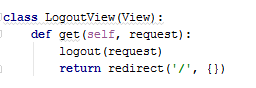 class LogoutView(View):
    def get(self, request):
        logout(request)
        return redirect('/', {})